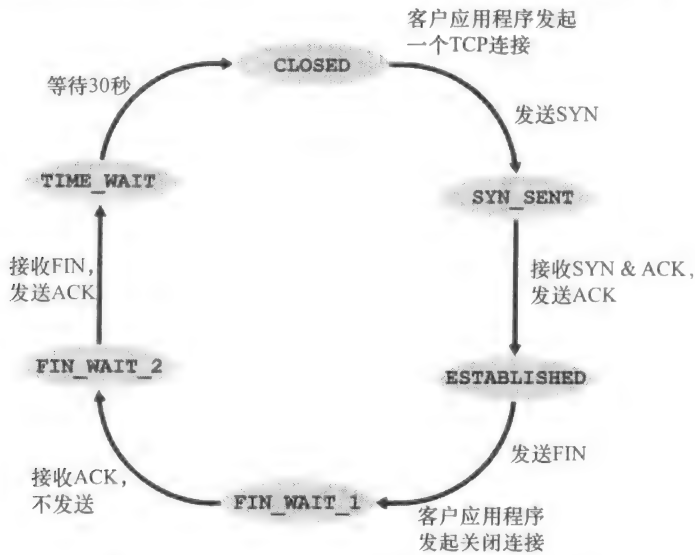 客户应用程序发起
一个TCP连接
CLOSED
等待30秒
发送SYN
TIME_WAIT
SYN_SENT
接收FIN,
发送ACK
接收SYN & ACK,
发送ACK
FIN_WAIT_2
ESTABLISHED
发送FIN
接收ACK,
不发送
FIN_WAIT_1
客户应用程序
发起关闭连接